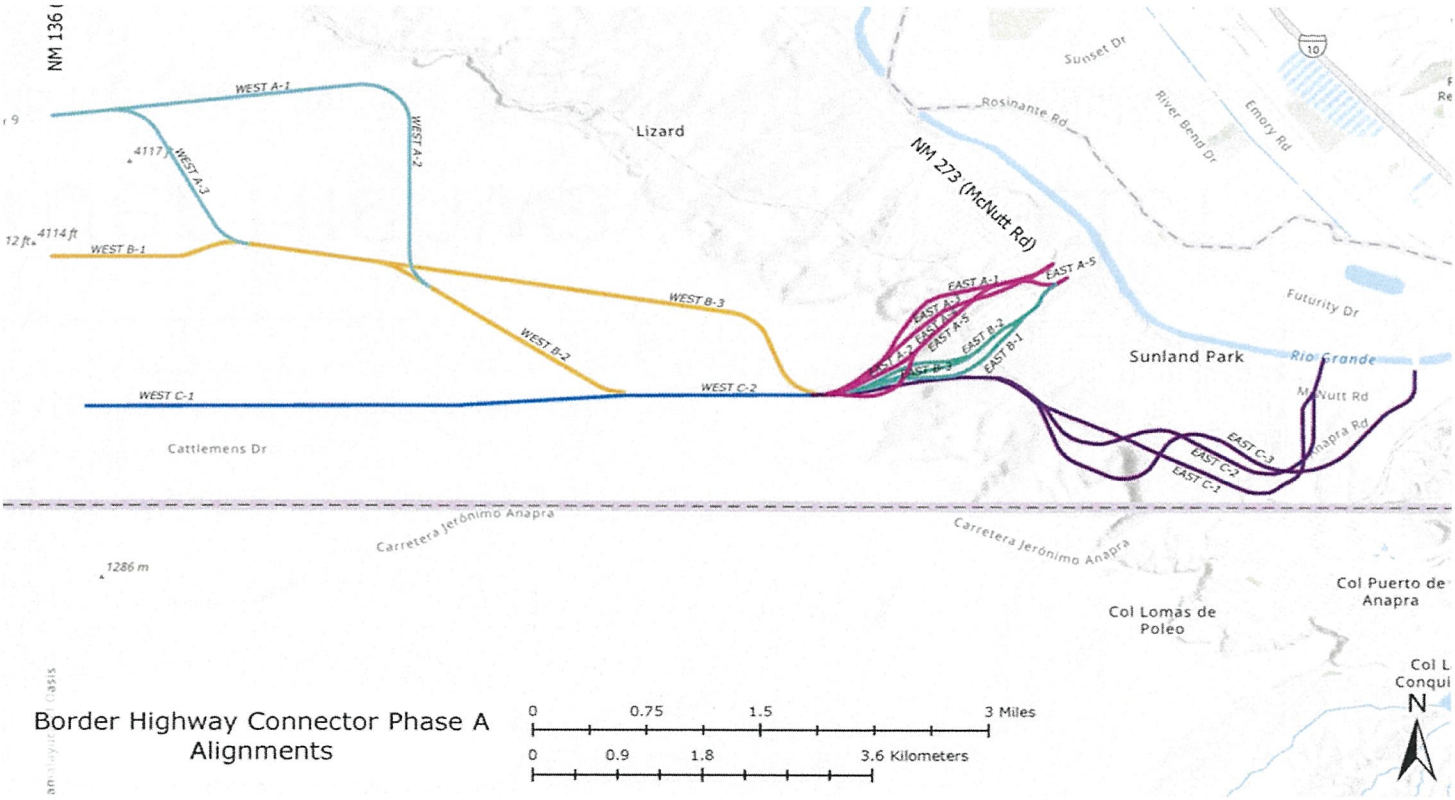 NM 136 (
10
Sunset Dr
WEST A-1
Rosinante Rd
River Bend Dr
Emory Rd
r 9
WEST A-2
Lizard
4117 f
WEST A-3
NM 273 (McNutt Rd)
12 ft
4114 ft
WEST B-1
EAST A-5
EAST A-1
WEST B-3
EAST A-3
Futurity Dr
EAST A-5
EAST B-2
WEST B-2
EAST B-1
EAST A-2
Sunland Park
Rio Grande
EAST B-3
WEST C-2
WEST C-1
McNutt Rd
Anapra Rd
Cattlemens Dr
EAST C-3
EAST C-2
EAST C-1
Carretera Jerónimo Anapra
Carretera Jerónimo Anapra
1286 m
Col Puerto de
Anapra
Col Lomas de
Poleo
Col L
Conqui
N
Border Highway Connector Phase A
Alignments
0 0.75 1.5 3 Miles
0 0.9 1.8 3.6 Kilometers